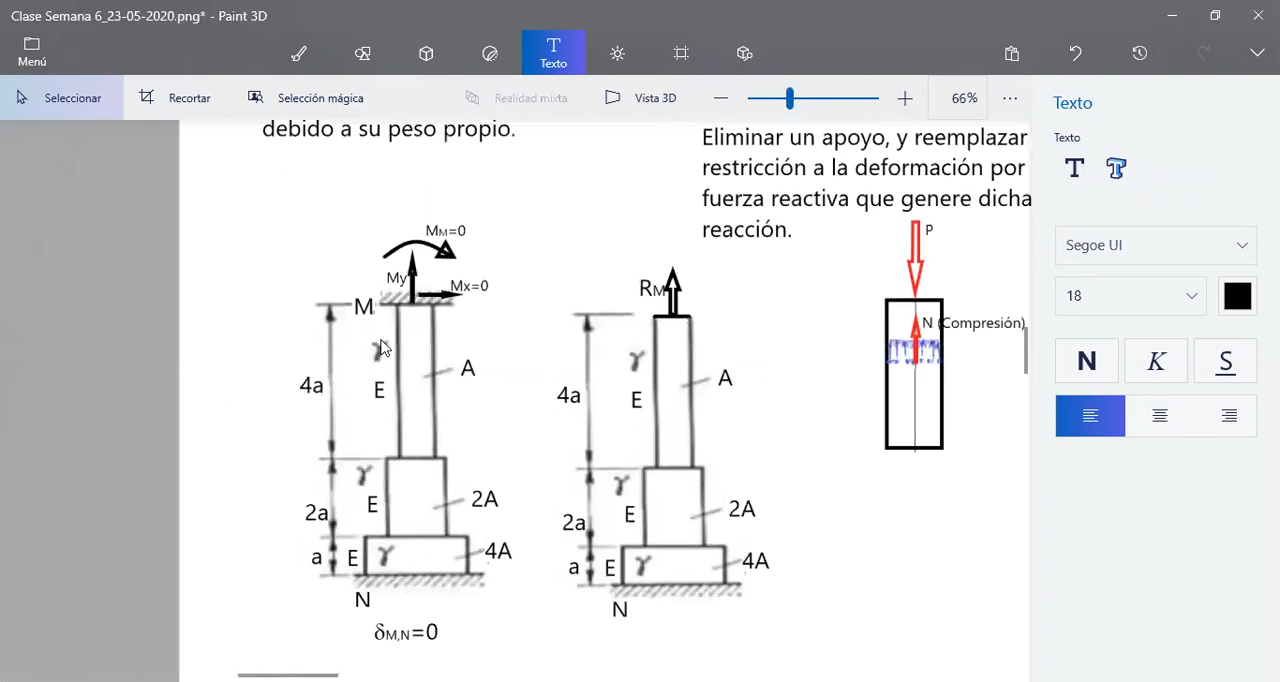 Clase Semana 6_23-05-2020.png* - Paint 3D
Menú
Texto
Seleccionar
Recortar
Selección mágica
Realidad mixta
Vista 3D
66%
Texto
Texto
Segoe UI
18
N K S
debido a su peso propio.
Eliminar un apoyo, y reemplazar
restricción a la deformación por
fuerza reactiva que genere dicha
reacción.
MM=0
My
Mx=0
M
γ
E
A
4a
γ
E
2A
2a
a
E
γ
4A
N
δM,N=0
RM
γ
E
A
4a
γ
E
2A
2a
a
E
γ
4A
N
P
N (Compresión)